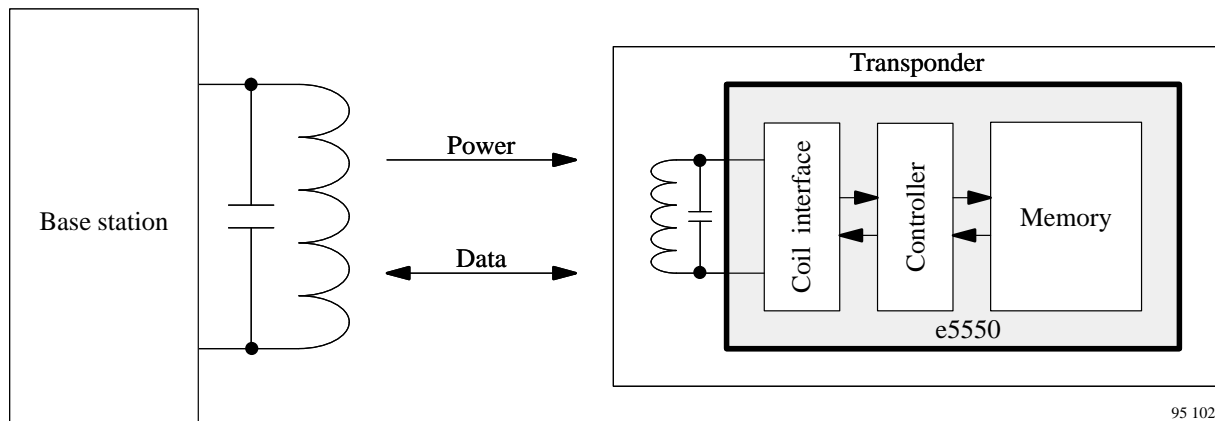 Base station
Power
Data
Transponder
Coil interface
Controller
Memory
e5550
95 102